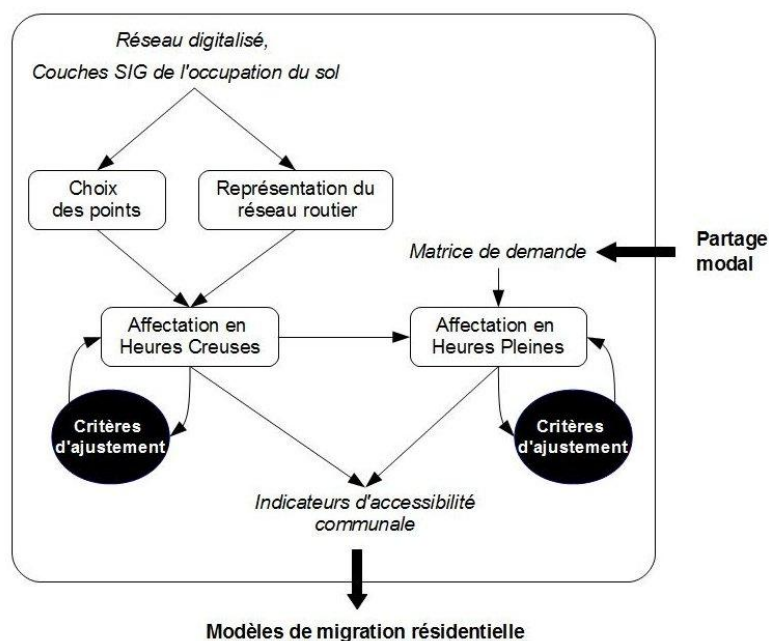 Réseau digitalisé,
Couches SIG de l'occupation du sol
Choix
des points
Représentation du
réseau routier
Matrice de demande
Partage
modal
Affectation en
Heures Creuses
Affectation en
Heures Pleines
Critères
d'ajustement
Critères
d'ajustement
Indicateurs d'accessibilité
communale
Modèles de migration résidentielle